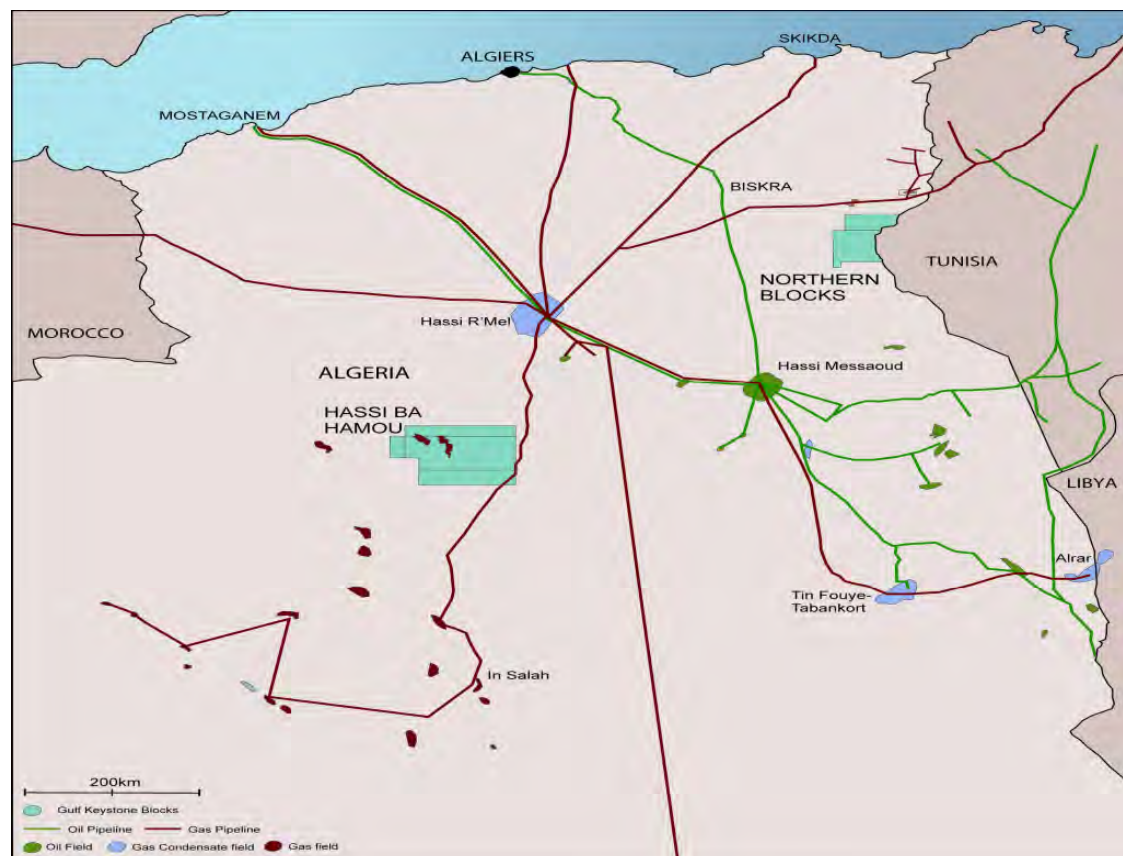 SKIKDA
ALGIERS
MOSTAGANEM
BISKRA
TUNISIA
NORTHERN
BLOCKS
Hassi R'Mel
MOROCCO
Hassi Messaoud
ALGERIA
HASSI BA
HAMOU
LIBYA
Alrar
Tin Fouye-
Tabankort
In Salah
200km
Gulf Keystone Blocks
Oil Pipeline Gas Pipeline
Oil Field Gas Condensate field Gas field